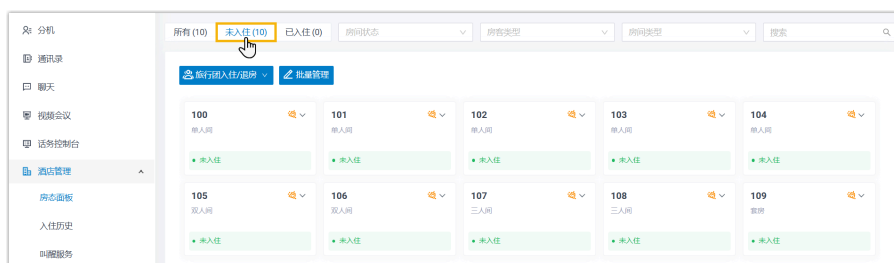 分机
通讯录
聊天
视频会议
话务控制台
酒店管理
房态面板
入住历史
叫醒服务
所有 (10) 未入住 (10) 已入住 (0) 房间状态 房客类型 房间类型 搜索
旅行团入住/退房 批量管理
100 101 102 103 104
单人间 单人间 单人间 单人间 单人间
未入住 未入住 未入住 未入住 未入住
105 106 107 108 109
双人间 双人间 三人间 三人间 套房
未入住 未入住 未入住 未入住 未入住